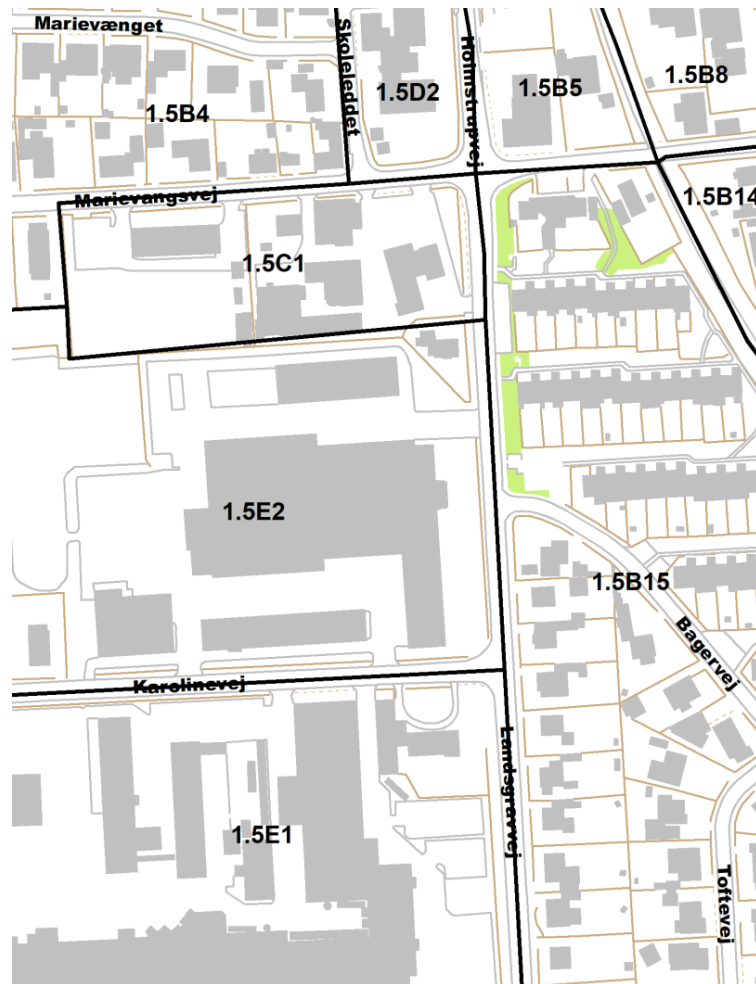 Marievænget
Skoleleddet
Holmstrupvej
1.5B4
1.5D2
1.5B5
1.5B8
1.5B14
Marievangsvej
1.5C1
1.5E2
1.5B15
Bagervej
Karolinevej
Landsgravvej
1.5E1
Toftevej